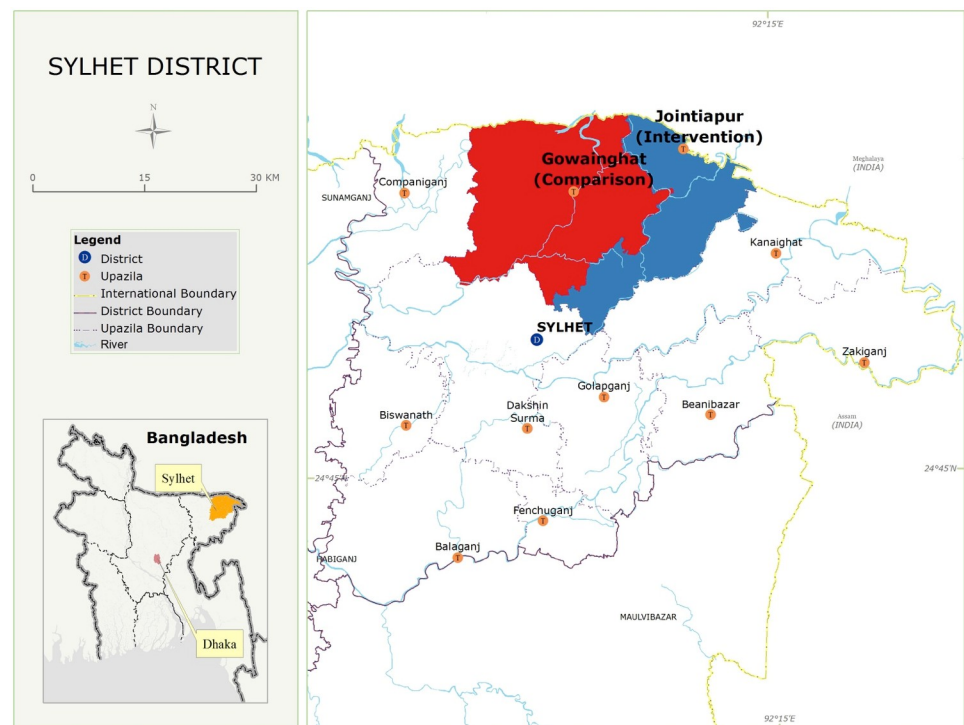 SYLHET DISTRICT
N
0 15 30 KM
Legend
D District
T Upazila
International Boundary
District Boundary
Upazila Boundary
River
Bangladesh
Sylhet
Dhaka
92°15'E
Jointiapur
(Intervention)
T
Gowainghat
(Comparison)
T
Companiganj
T
SUNAMGANJ
Meghalaya
(INDIA)
Kanaighat
T
SYLHET
D
Zakiganj
T
Golapganj
T
Beanibazar
T
Biswanath
T
Dakshin
Surma
T
Assam
(INDIA)
24°45'N
24°45'N
Fenchuganj
T
Balaganj
T
HABIGANJ
MAULVIBAZAR
92°15'E